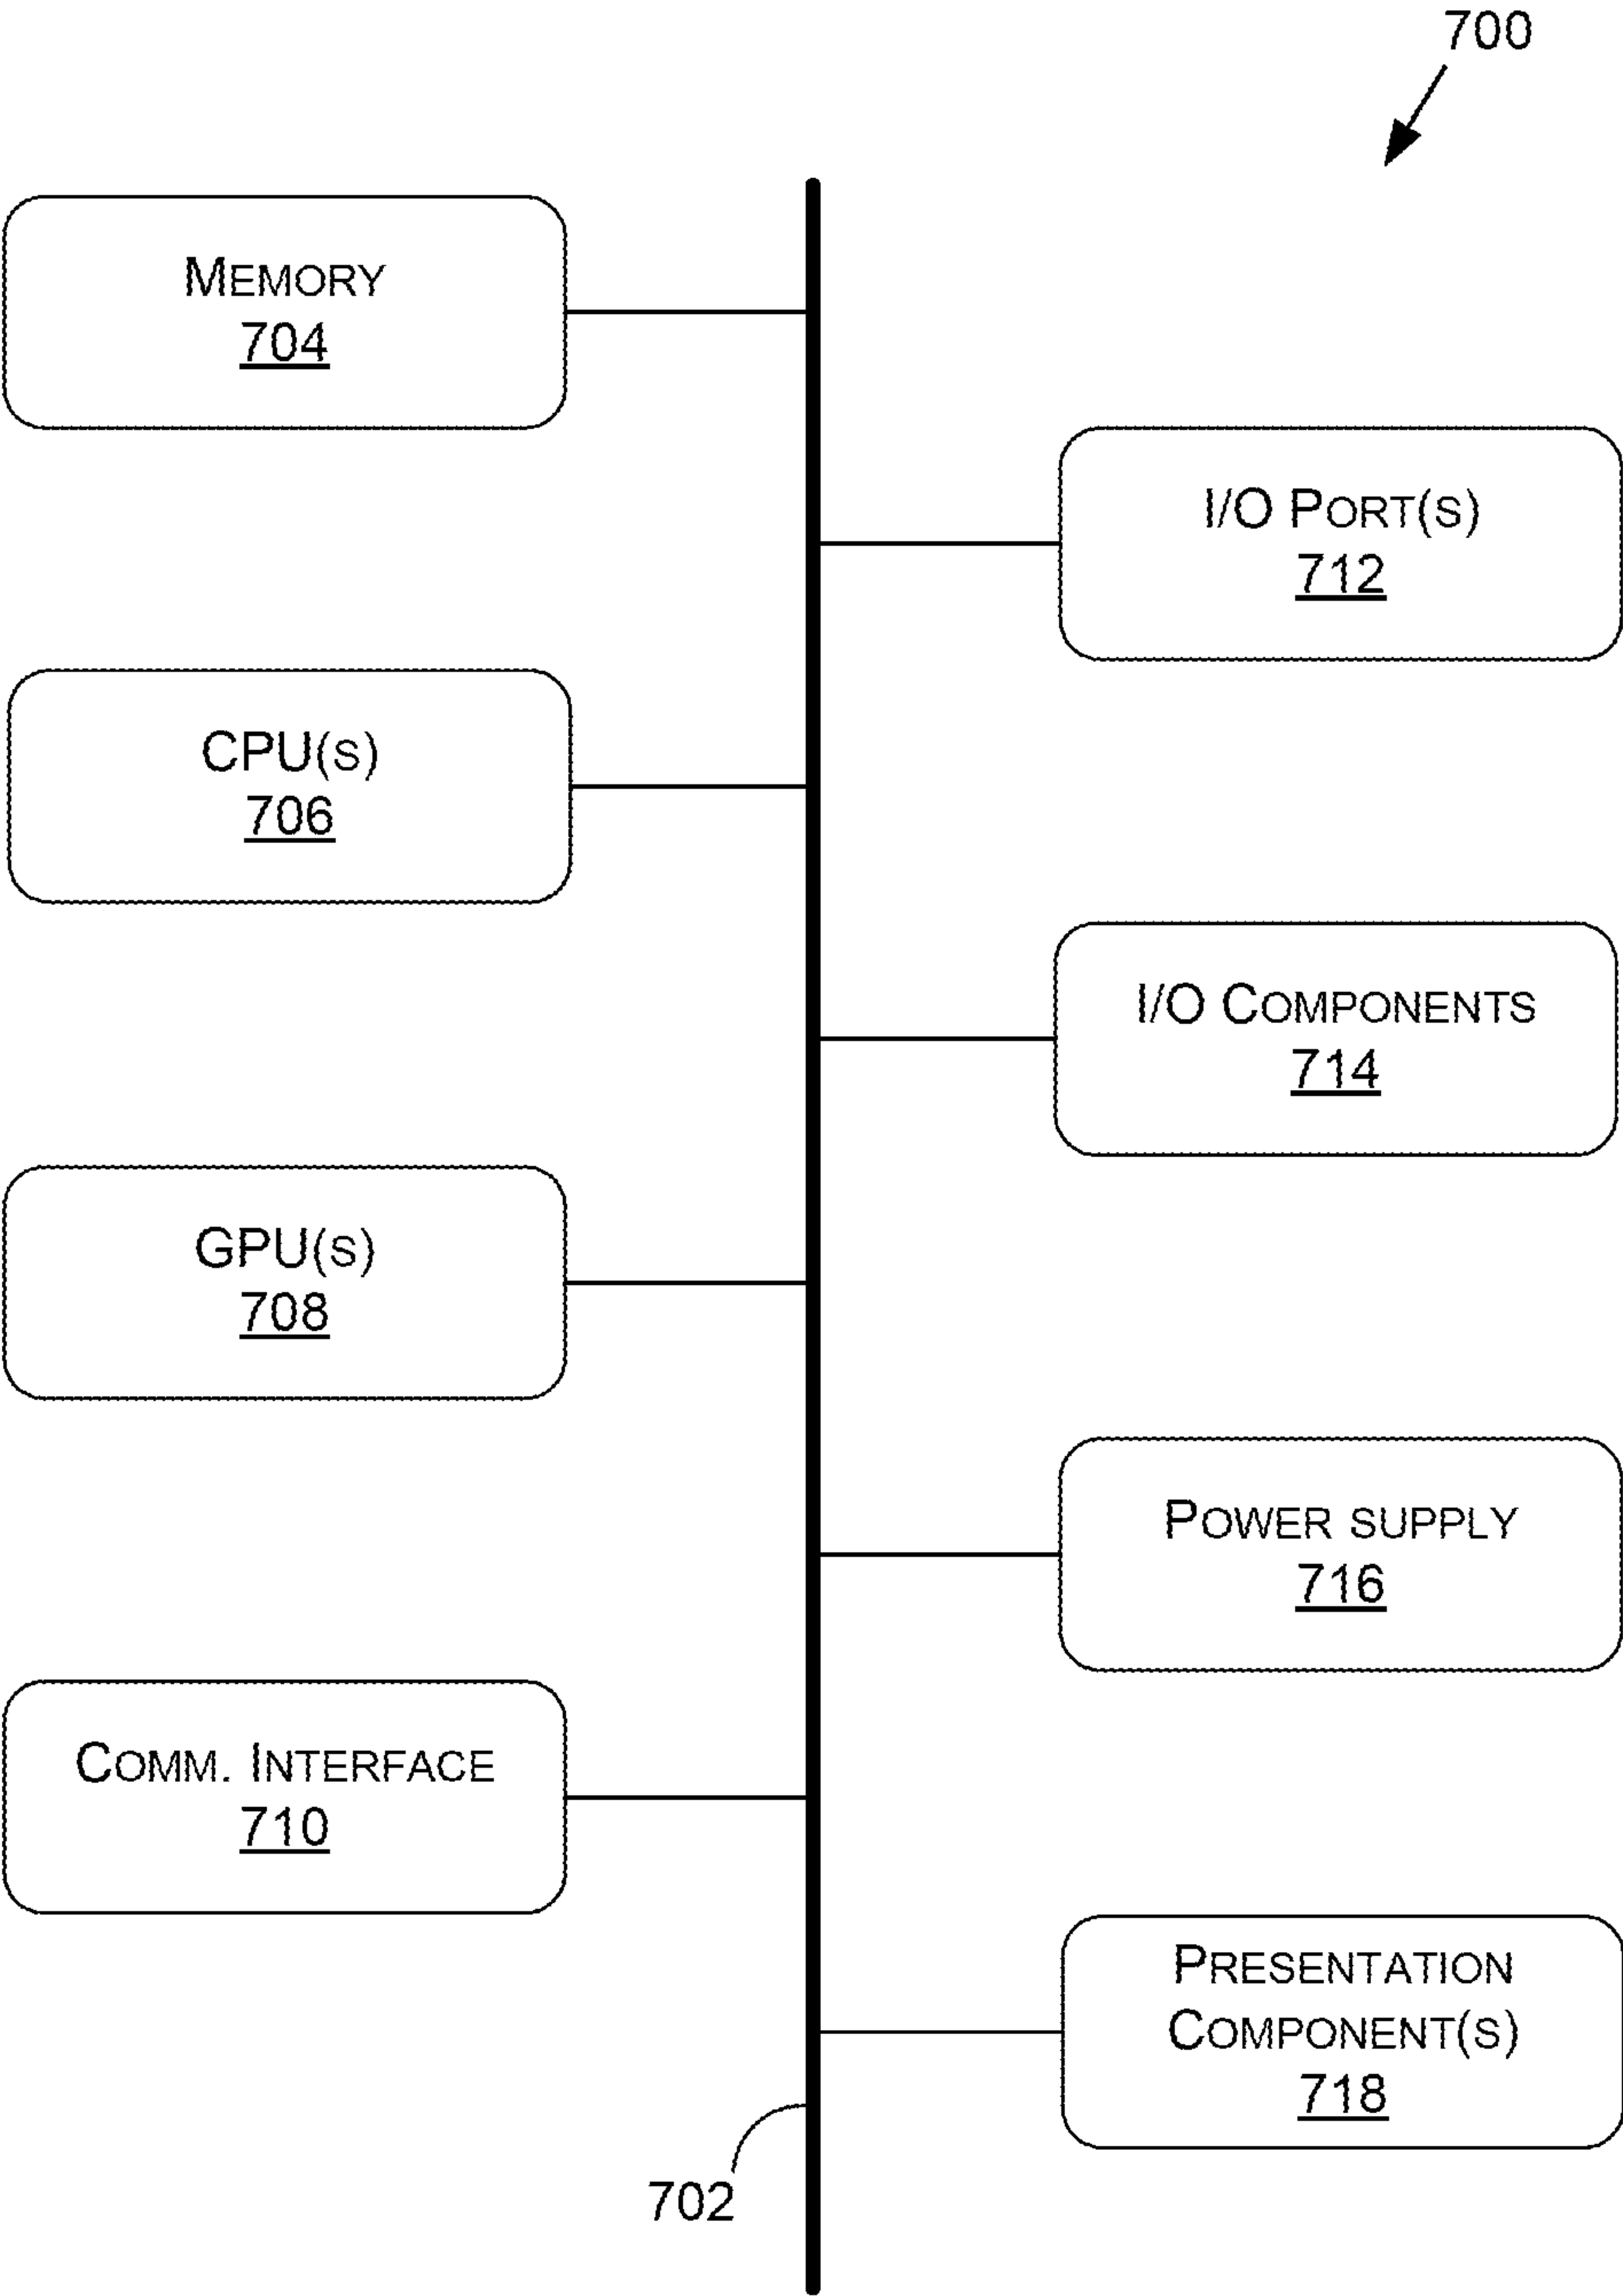 700
MEMORY
704
I/O PORT(S)
712
CPU(S)
706
I/O COMPONENTS
714
GPU(S)
708
POWER SUPPLY
716
COMM. INTERFACE
710
PRESENTATION
COMPONENT(S)
718
702